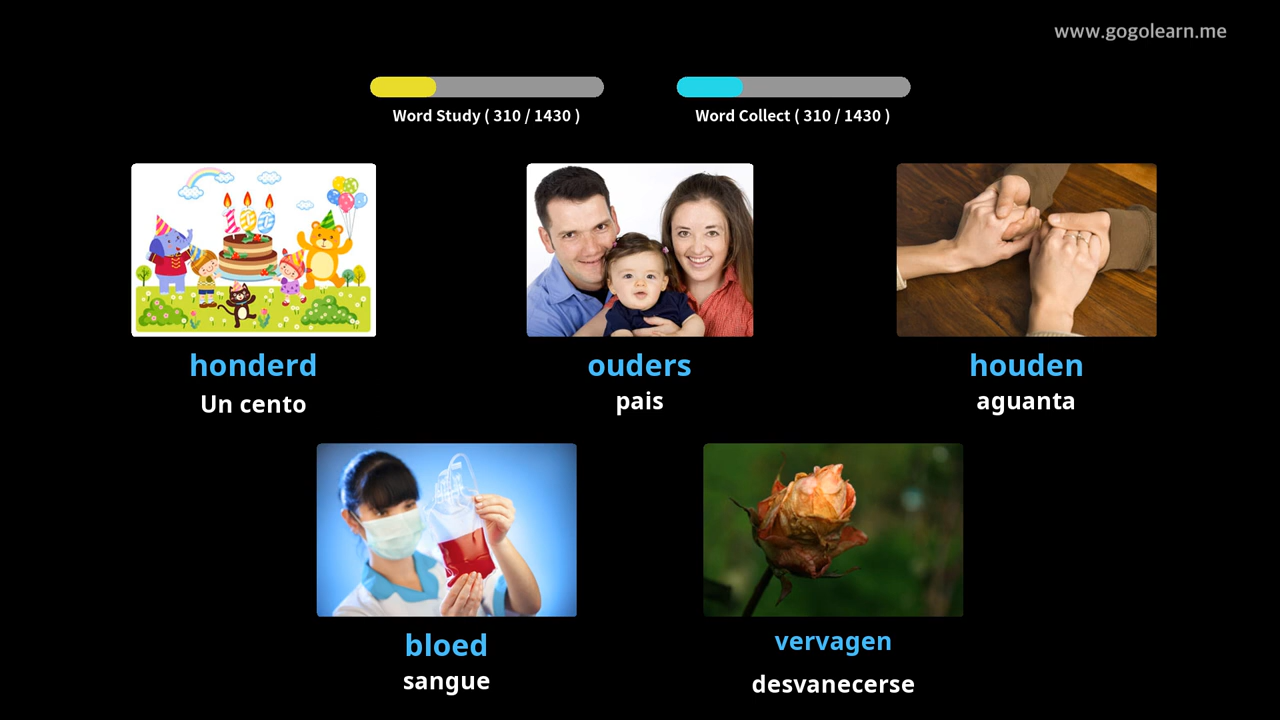 www.gogolearn.me
Word Study ( 310 / 1430 )
Word Collect ( 310 / 1430 )
100
honderd
ouders
houden
Un cento
pais
aguanta
bloed
vervagen
sangue
desvanecerse